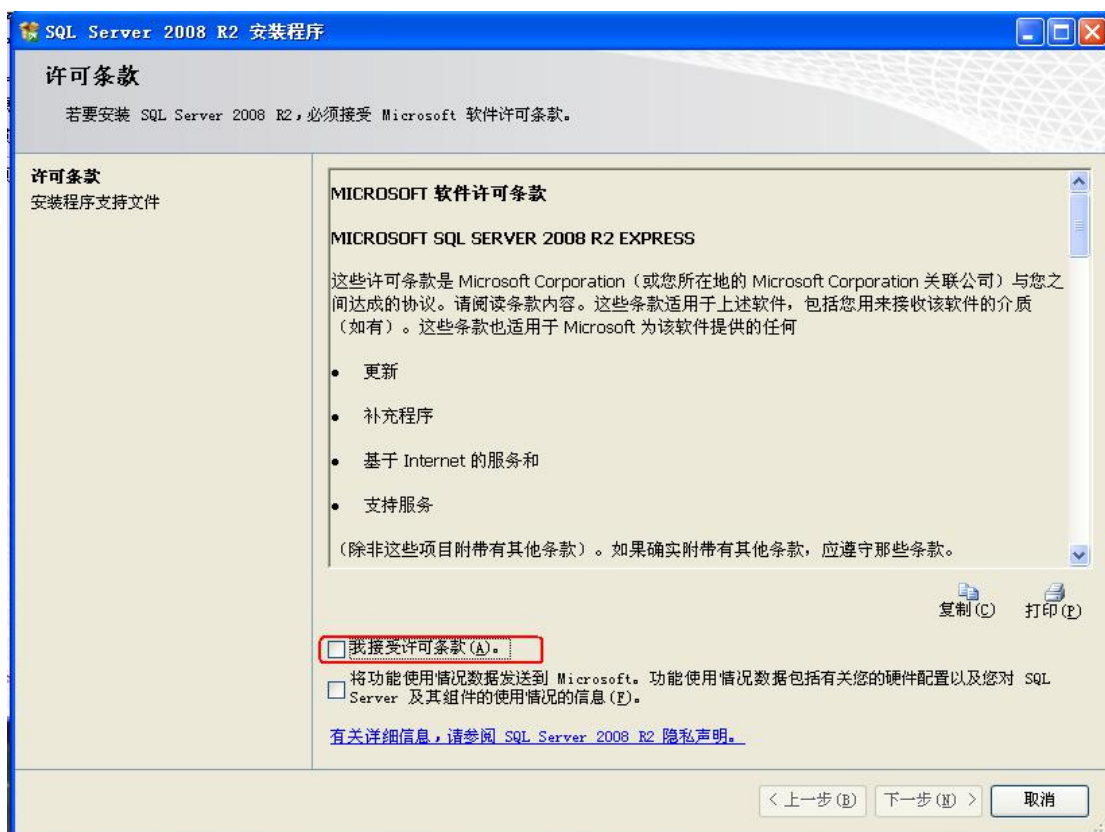 SQL Server 2008 R2 安装程序
许可条款
若要安装 SQL Server 2008 R2，必须接受 Microsoft 软件许可条款。
许可条款
安装程序支持文件
MICROSOFT 软件许可条款
MICROSOFT SQL SERVER 2008 R2 EXPRESS
这些许可条款是 Microsoft Corporation（或您所在地的 Microsoft Corporation 关联公司）与您之
间达成的协议。请阅读条款内容。这些条款适用于上述软件，包括您用来接收该软件的介质
（如有）。这些条款也适用于 Microsoft 为该软件提供的任何
• 更新
• 补充程序
• 基于 Internet 的服务和
• 支持服务
（除非这些项目附带有其他条款）。如果确实附带有其他条款，应遵守那些条款。
复制(C) 打印(P)
我接受许可条款(A)。
将功能使用情况数据发送到 Microsoft。功能使用情况数据包括有关您的硬件配置以及您对 SQL
Server 及其组件的使用情况的信息(F)。
有关详细信息，请参阅 SQL Server 2008 R2 隐私声明。
< 上一步(B) 下一步(N) > 取消